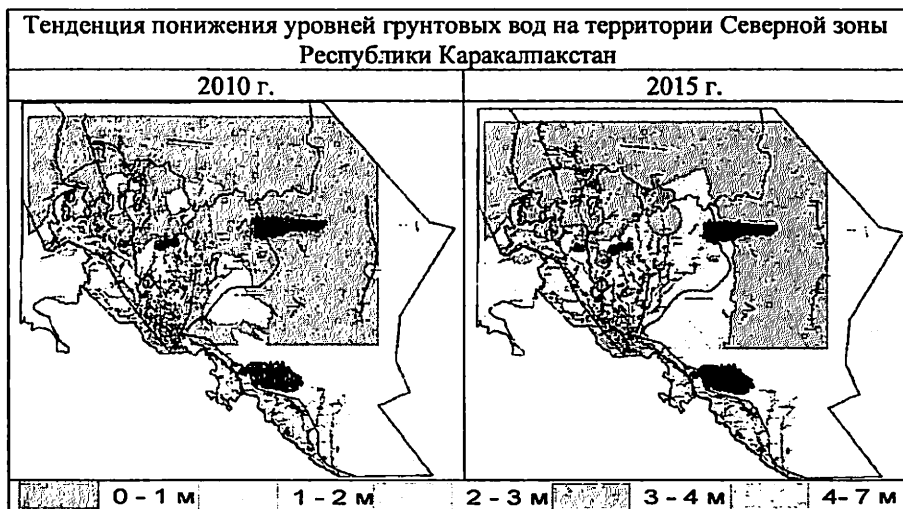 Тенденция понижения уровней грунтовых вод на территории Северной зоны
Республики Каракалпакстан
2010 г.
2015 г.
0 - 1 м
1 - 2 м
2 - 3 м
3 - 4 м
4- 7 м